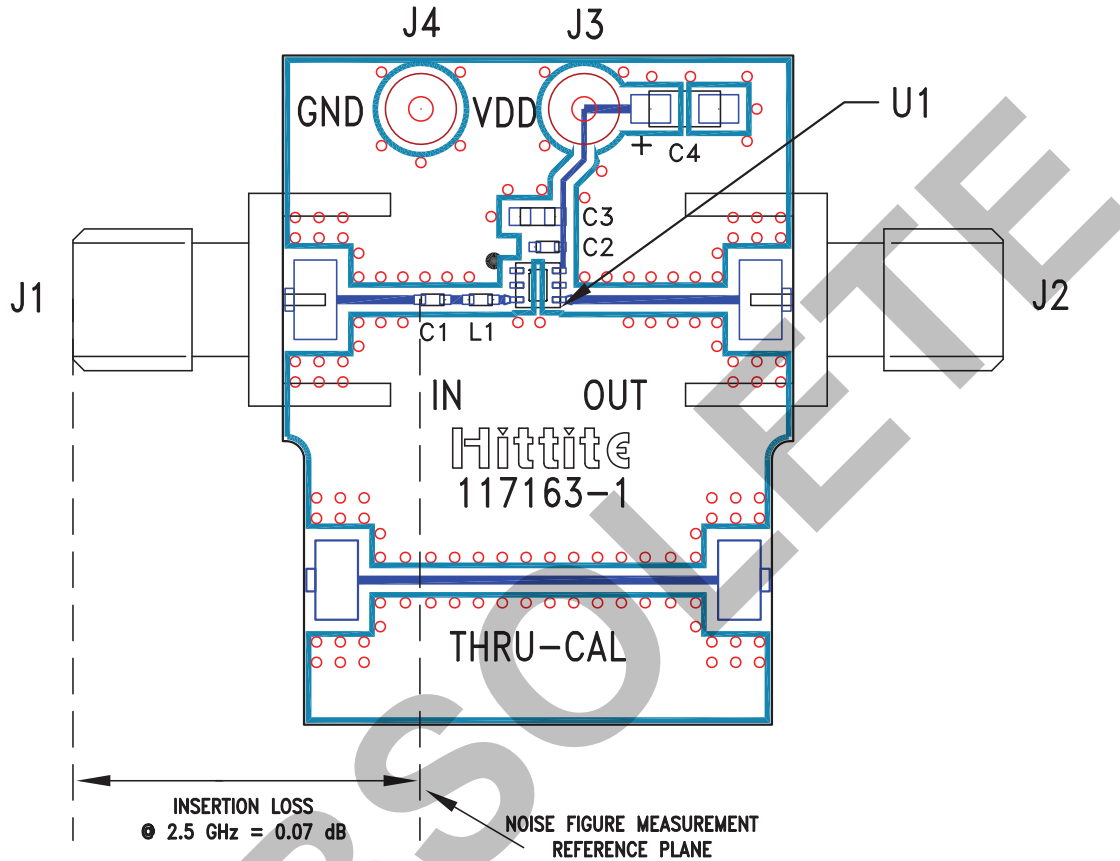 J4
J3
GND
VDD
U1
+
C4
C3
C2
J1
J2
C1
L1
IN
OUT
Hittite
117163-1
THRU-CAL
INSERTION LOSS
@ 2.5 GHz = 0.07 dB
NOISE FIGURE MEASUREMENT
REFERENCE PLANE
OBSOLETE